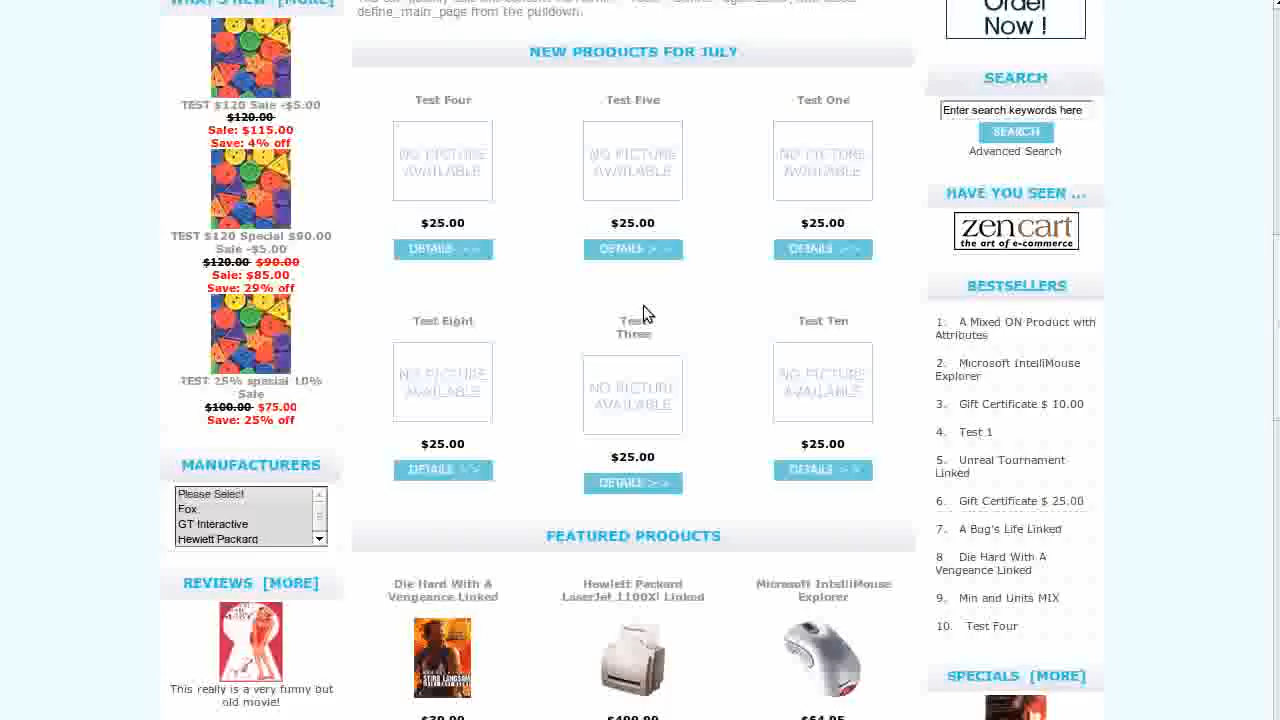 WHAT'S NEW [MORE]
TEST $120 Sale -$5.00
$120.00
Sale: $115.00
Save: 4% off
TEST $120 Special $90.00
Sale -$5.00
$120.00 $90.00
Sale: $85.00
Save: 29% off
TEST 25% special 10%
Sale
$100.00 $75.00
Save: 25% off
MANUFACTURERS
Please Select
Fox
GT Interactive
Hewlett Packard
REVIEWS [MORE]
This really is a very funny but
old movie!
define_main_page from the pulldown.
NEW PRODUCTS FOR JULY
Test Four
Test Five
Test One
NO PICTURE
AVAILABLE
NO PICTURE
AVAILABLE
NO PICTURE
AVAILABLE
$25.00
$25.00
$25.00
DETAILS >>
DETAILS >>
DETAILS >>
Test Eight
Test
Three
Test Ten
NO PICTURE
AVAILABLE
NO PICTURE
AVAILABLE
NO PICTURE
AVAILABLE
$25.00
$25.00
$25.00
DETAILS >>
DETAILS >>
DETAILS >>
FEATURED PRODUCTS
Die Hard With A
Vengeance Linked
Hewlett Packard
LaserJet 1100Xi Linked
Microsoft IntelliMouse
Explorer
STIRB LANGSAM
$39.99
$499.99
$64.95
Order
Now !
SEARCH
Enter search keywords here
SEARCH
Advanced Search
HAVE YOU SEEN ...
zencart
the art of e-commerce
BESTSELLERS
1. A Mixed ON Product with
Attributes
2. Microsoft IntelliMouse
Explorer
3. Gift Certificate $ 10.00
4. Test 1
5. Unreal Tournament
Linked
6. Gift Certificate $ 25.00
7. A Bug's Life Linked
8 Die Hard With A
Vengeance Linked
9. Min and Units MIX
10. Test Four
SPECIALS [MORE]